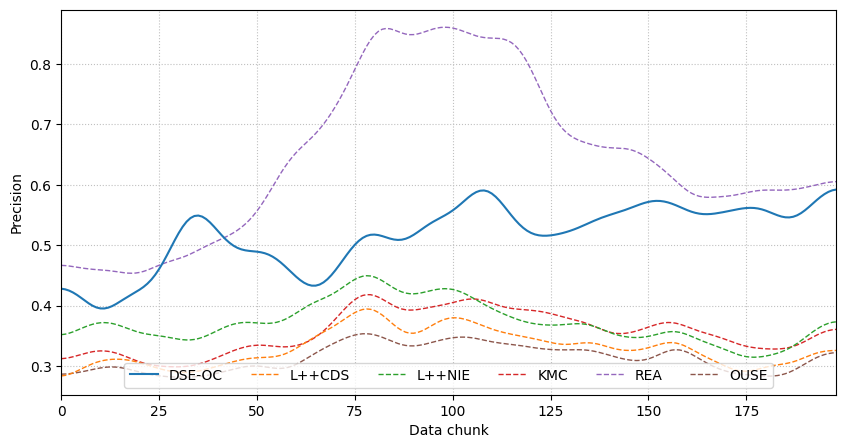 Precision
0.8
0.7
0.6
0.5
0.4
0.3
DSE-OC L++CDS L++NIE KMC REA OUSE
0 25 50 75 100 125 150 175
Data chunk